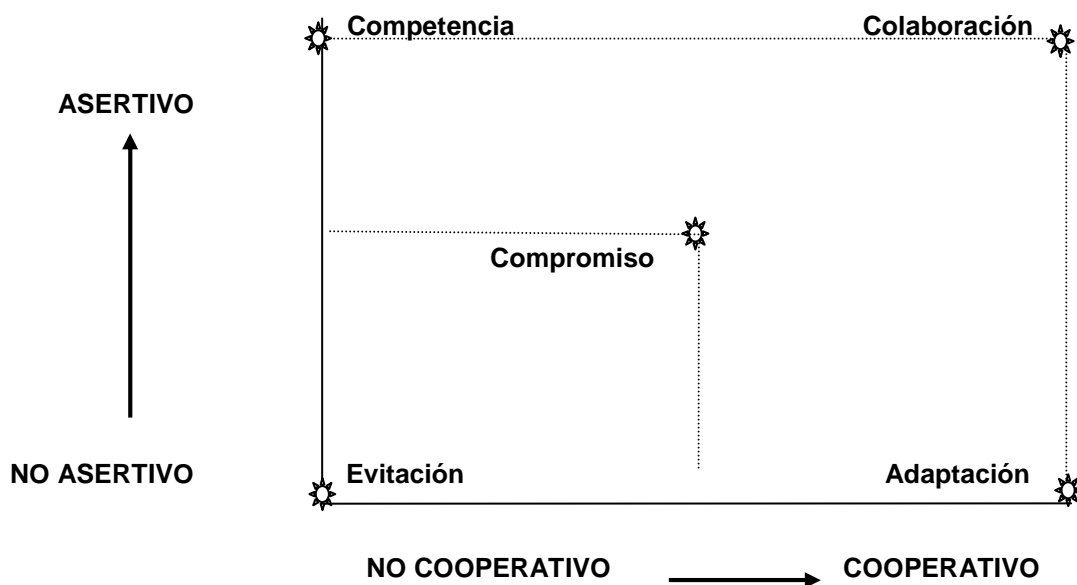 Competencia
Colaboración
ASERTIVO
Compromiso
NO ASERTIVO
Evitación
Adaptación
NO COOPERATIVO
COOPERATIVO